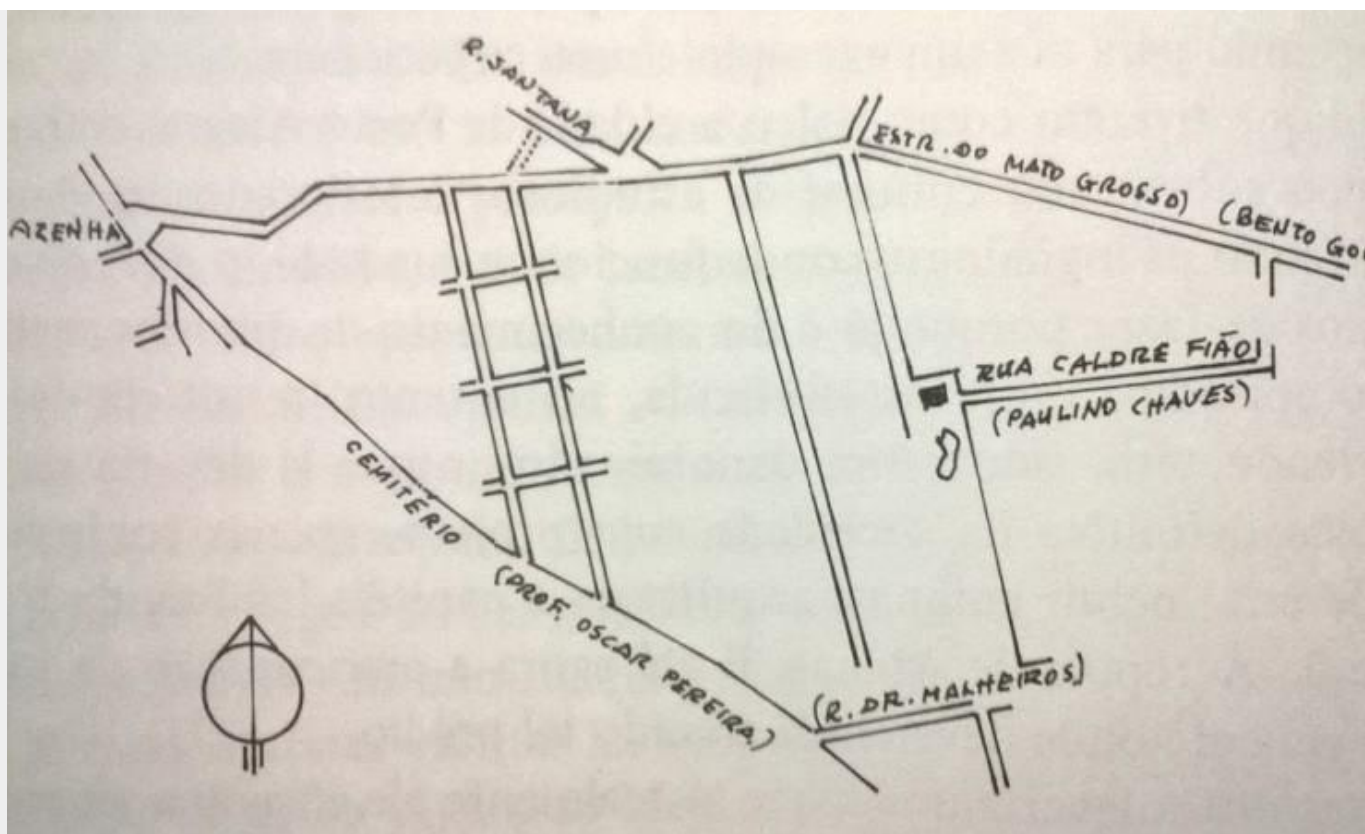 R. SANTANA
ESTR. DO MATO GROSSO) (BENTO GO
AZENHA
RUA CALDRE FIÃO
(PAULINO CHAVES)
CEMITÉRIO
(PROF. OSCAR PEREIRA.)
(R. DR. MALHEIROS)